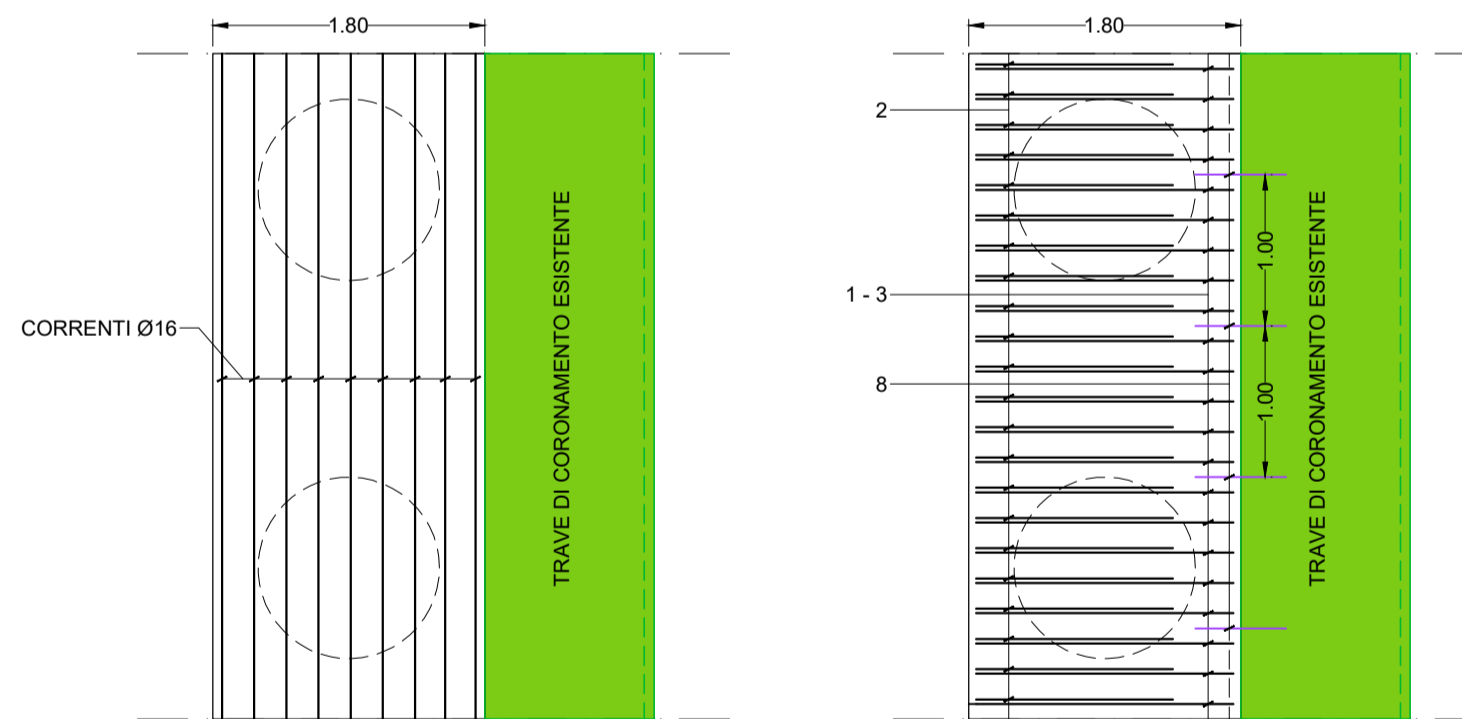 1.80
CORRENTI Ø16
TRAVE DI CORONAMENTO ESISTENTE
1.80
2
1 - 3
8
1.00
1.00
TRAVE DI CORONAMENTO ESISTENTE